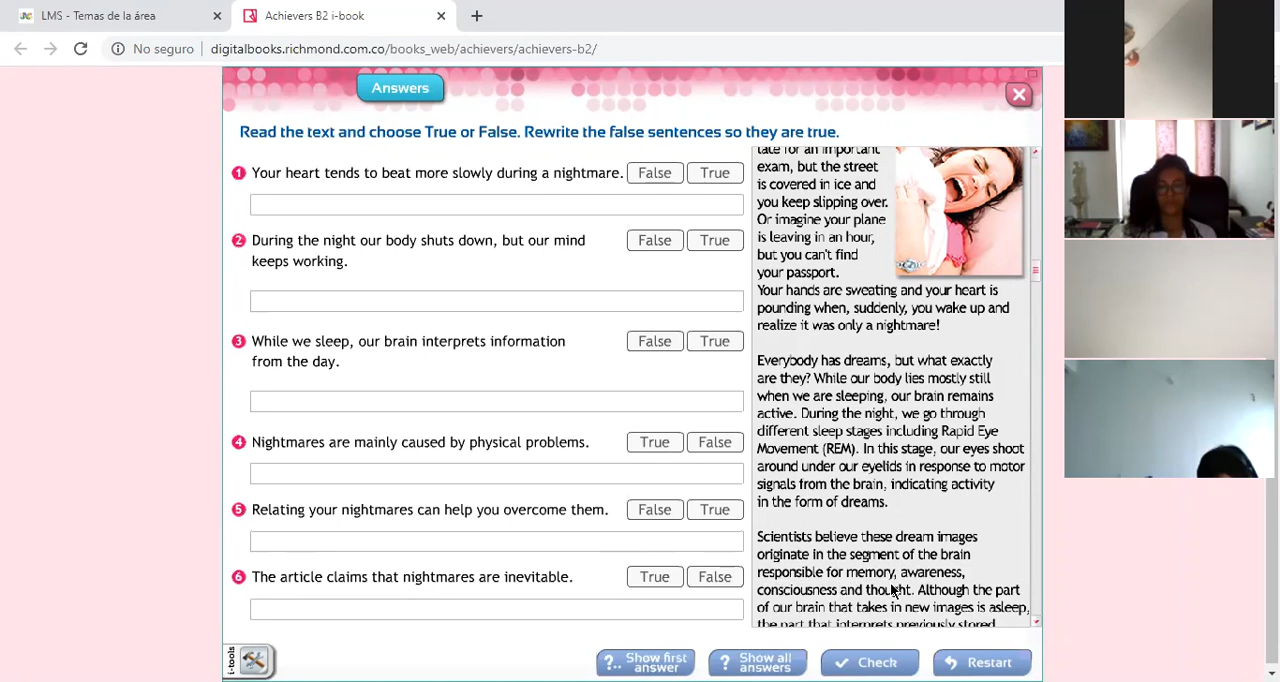 LMS - Temas de la área
Achievers B2 i-book
No seguro
digitalbooks.richmond.com.co/books_web/achievers/achievers-b2/
Answers
Read the text and choose True or False. Rewrite the false sentences so they are true.
1 Your heart tends to beat more slowly during a nightmare. False True
2 During the night our body shuts down, but our mind False True
keeps working.
3 While we sleep, our brain interprets information False True
from the day.
4 Nightmares are mainly caused by physical problems. True False
5 Relating your nightmares can help you overcome them. False True
6 The article claims that nightmares are inevitable. True False
late for an important
exam, but the street
is covered in ice and
you keep slipping over.
Or imagine your plane
is leaving in an hour,
but you can't find
your passport.
Your hands are sweating and your heart is
pounding when, suddenly, you wake up and
realize it was only a nightmare!
Everybody has dreams, but what exactly
are they? While our body lies mostly still
when we are sleeping, our brain remains
active. During the night, we go through
different sleep stages including Rapid Eye
Movement (REM). In this stage, our eyes shoot
around under our eyelids in response to motor
signals from the brain, indicating activity
in the form of dreams.
Scientists believe these dream images
originate in the segment of the brain
responsible for memory, awareness,
consciousness and thought. Although the part
of our brain that takes in new images is asleep,
the part that interprets previously stored
i-tools
?.. Show first
answer
? Show all
answers
Check
Restart